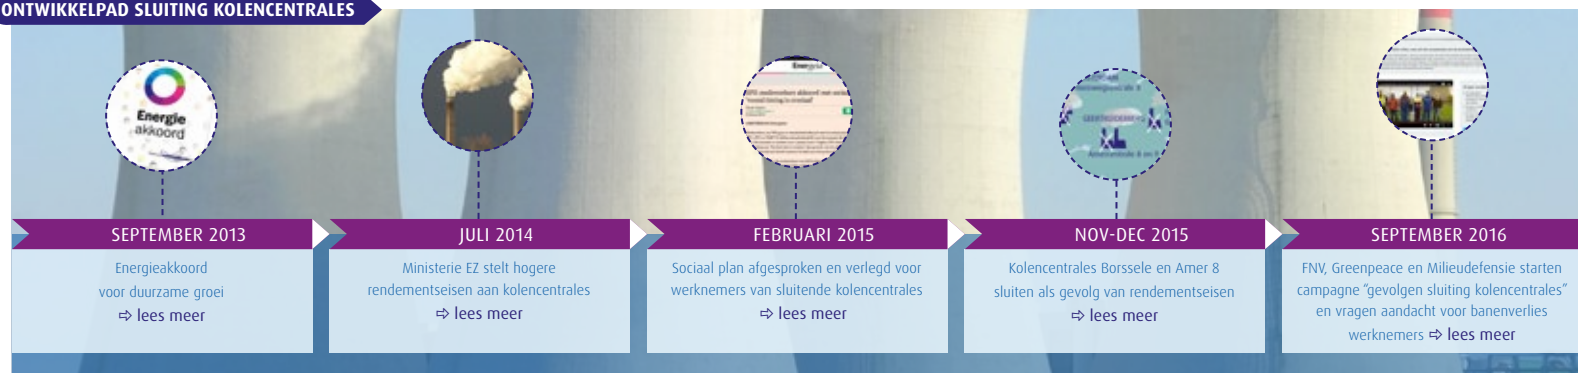 ONTWIKKELPAD SLUITING KOLENCENTRALES
Energie
akkoord
SEPTEMBER 2013
Energieakkoord
voor duurzame groei
⇨ lees meer
JULI 2014
Ministerie EZ stelt hogere
rendementseisen aan kolencentrales
⇨ lees meer
FEBRUARI 2015
Sociaal plan afgesproken en verlegd voor
werknemers van sluitende kolencentrales
⇨ lees meer
NOV-DEC 2015
Kolencentrales Borssele en Amer 8
sluiten als gevolg van rendementseisen
⇨ lees meer
SEPTEMBER 2016
FNV, Greenpeace en Milieudefensie starten
campagne “gevolgen sluiting kolencentrales”
en vragen aandacht voor banenverlies
werknemers ⇨ lees meer